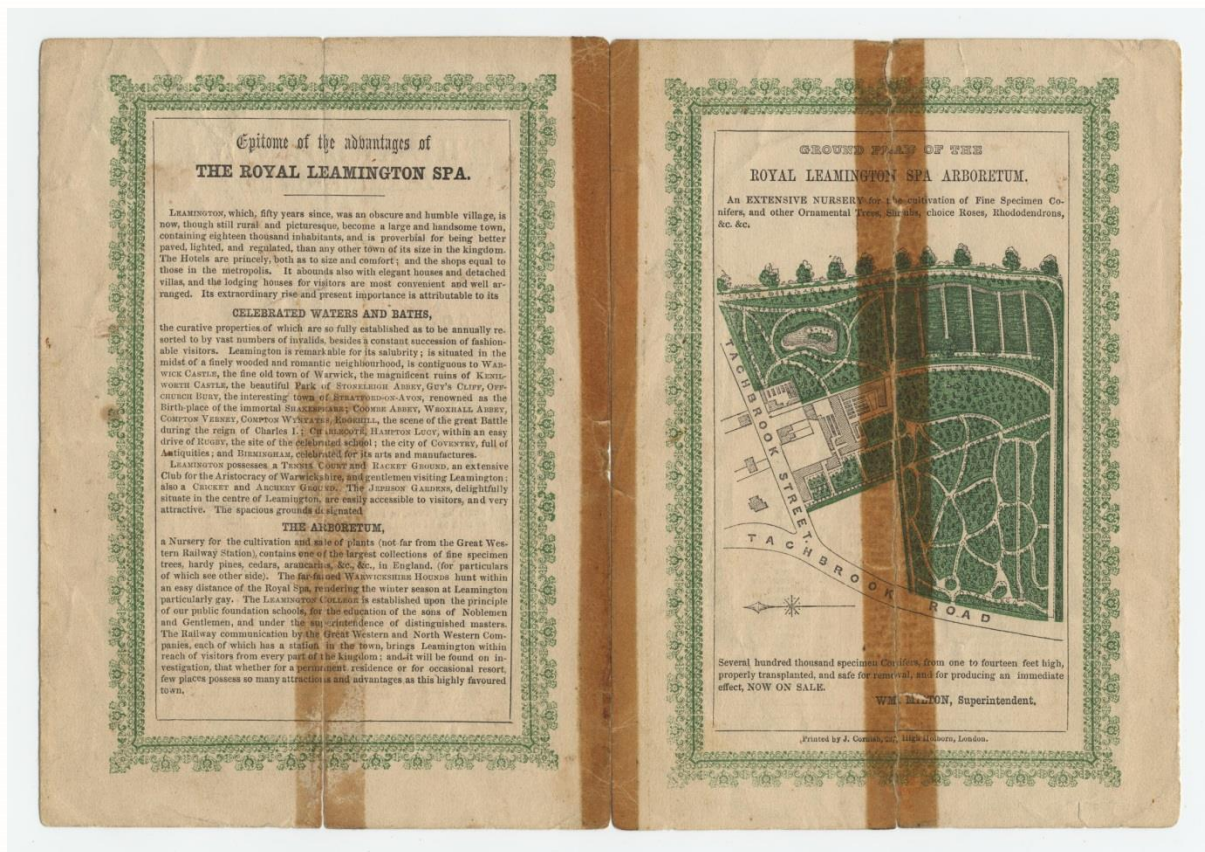 Epitome of the advantages of
THE ROYAL LEAMINGTON SPA.
LEAMINGTON, which, fifty years since, was an obscure and humble village, is
now, though still rural and picturesque, become a large and handsome town,
containing eighteen thousand inhabitants, and is proverbial for being better
paved, lighted, and regulated, than any other town of its size in the kingdom.
The Hotels are princely, both as to size and comfort; and the shops equal to
those in the metropolis. It abounds also with elegant houses and detached
villas, and the lodging houses for visitors are most convenient and well ar-
ranged. Its extraordinary rise and present importance is attributable to its
CELEBRATED WATERS AND BATHS,
the curative properties of which are so fully established as to be annually re-
sorted to by vast numbers of invalids, besides a constant succession of fashion-
able visitors. Leamington is remarkable for its salubrity; is situated in the
midst of a finely wooded and romantic neighbourhood, is contiguous to WAR-
WICK CASTLE, the fine old town of Warwick, the magnificent ruins of KENIL-
WORTH CASTLE, the beautiful Park of STONELEIGH ABBEY, GUY'S CLIFF, OFF-
CHURCH BURY, the interesting town of STRATFORD-ON-AVON, renowned as the
Birth-place of the immortal SHAKESPEARE; COOMBE ABBEY, WROXHALL ABBEY,
COMPTON VERNEY, COMPTON WYNYATES, EDGEHILL, the scene of the great Battle
during the reign of Charles I.; CHARLECOTE, HAMPTON LUCY, within an easy
drive of RUGBY, the site of the celebrated school; the city of COVENTRY, full of
Antiquities; and BIRMINGHAM, celebrated for its arts and manufactures.
LEAMINGTON possesses a TENNIS COURT and RACKET GROUND, an extensive
Club for the Aristocracy of Warwickshire, and gentlemen visiting Leamington;
also a CRICKET and ARCHERY GROUND. The JEPHSON GARDENS, delightfully
situate in the centre of Leamington, are easily accessible to visitors, and very
attractive. The spacious grounds designated
THE ARBORETUM,
a Nursery for the cultivation and sale of plants (not far from the Great Wes-
tern Railway Station), contains one of the largest collections of fine specimen
trees, hardy pines, cedars, araucarias, &c., &c., in England. (for particulars
of which see other side). The far-famed WARWICKSHIRE HOUNDS hunt within
an easy distance of the Royal Spa, rendering the winter season at Leamington
particularly gay. The LEAMINGTON COLLEGE is established upon the principle
of our public foundation schools, for the education of the sons of Noblemen
and Gentlemen, and under the superintendence of distinguished masters.
The Railway communication by the Great Western and North Western Com-
panies, each of which has a station in the town, brings Leamington within
reach of visitors from every part of the kingdom; and it will be found on in-
vestigation, that whether for a permanent residence or for occasional resort,
few places possess so many attractions and advantages as this highly favoured
town.
GROUND PLAN OF THE
ROYAL LEAMINGTON SPA ARBORETUM.
An EXTENSIVE NURSERY for the cultivation of Fine Specimen Co-
nifers, and other Ornamental Trees, Shrubs, choice Roses, Rhododendrons,
&c. &c.
TACHBROOK STREET.
TACHBROOK ROAD
Several hundred thousand specimen Conifers, from one to fourteen feet high,
properly transplanted, and safe for removal, and for producing an immediate
effect, NOW ON SALE.
WM. MILTON, Superintendent.
Printed by J. Cornish, High Holborn, London.